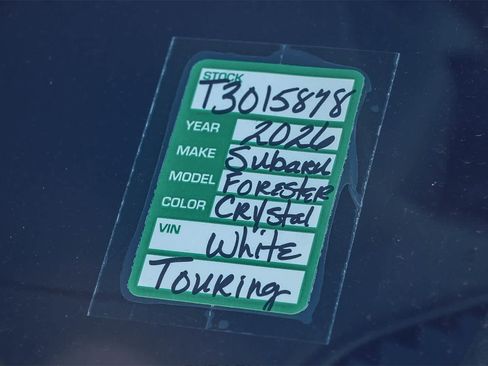 STOCK
T3015878
YEAR 2026
MAKE Subaru
MODEL FORESTER
COLOR Crystal
VIN White
TOURing